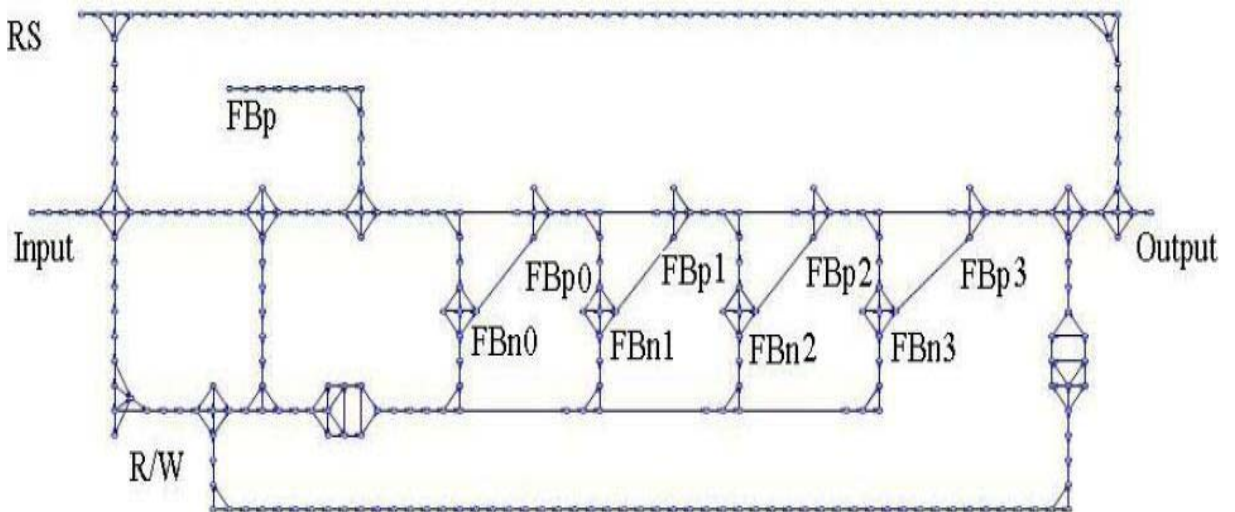 RS
FBp
Input
Output
FBp0
FBp1
FBp2
FBp3
FBn0
FBn1
FBn2
FBn3
R/W